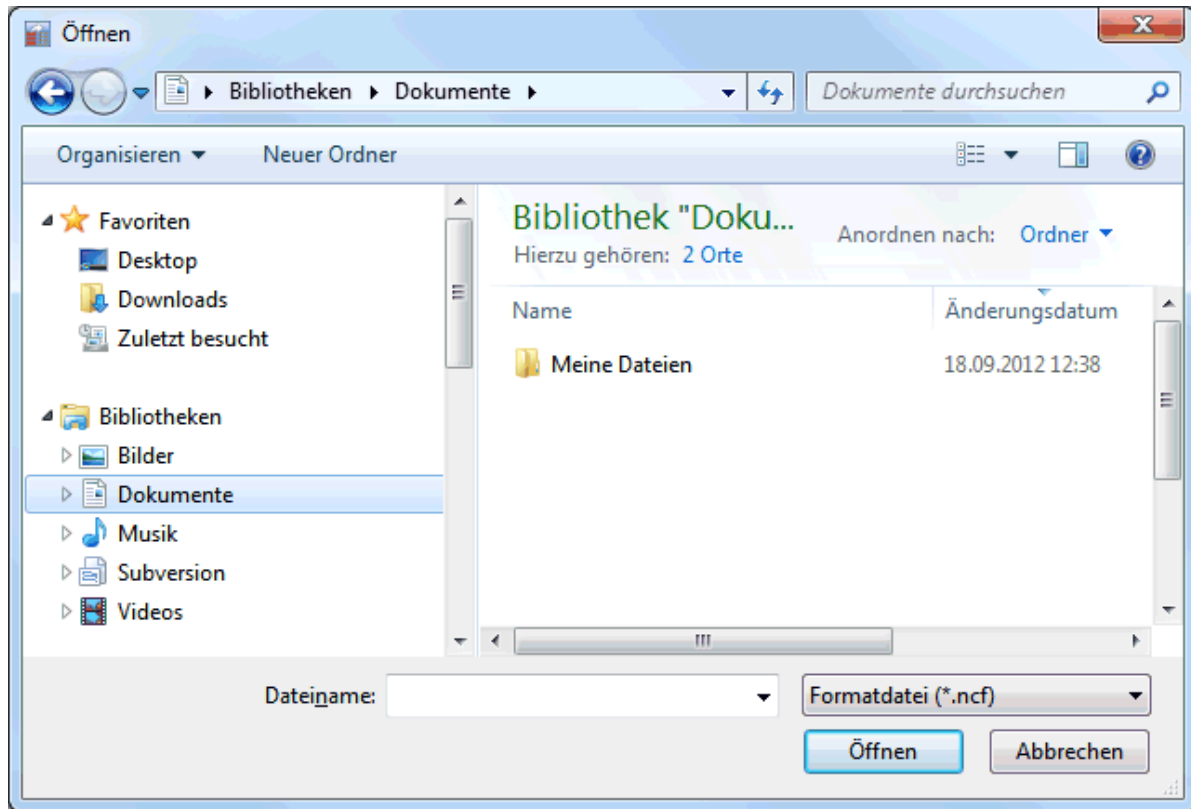 Öffnen
Bibliotheken Dokumente
Dokumente durchsuchen
Organisieren Neuer Ordner
Favoriten
Desktop
Downloads
Zuletzt besucht
Bibliotheken
Bilder
Dokumente
Musik
Subversion
Videos
Bibliothek "Doku...
Hierzu gehören: 2 Orte
Anordnen nach: Ordner
Name Änderungsdatum
Meine Dateien 18.09.2012 12:38
Dateiname:
Formatdatei (*.ncf)
Öffnen Abbrechen